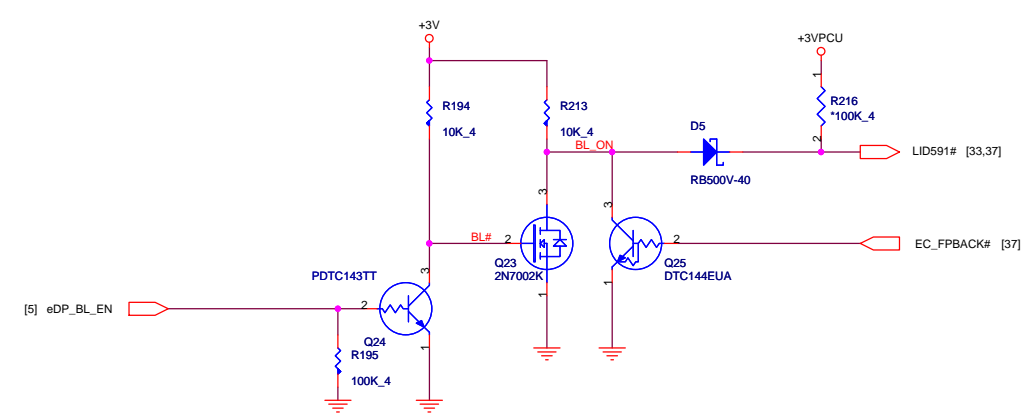 +3V
+3VPCU
R194
10K_4
R213
10K_4
1
R216
*100K_4
2
D5
BL_ON
RB500V-40
LID591# [33,37]
3
3
BL#
2
2
EC_FPBACK# [37]
Q23
2N7002K
Q25
DTC144EUA
1
1
PDTC143TT
3
[5] eDP_BL_EN
2
Q24
1
R195
100K_4